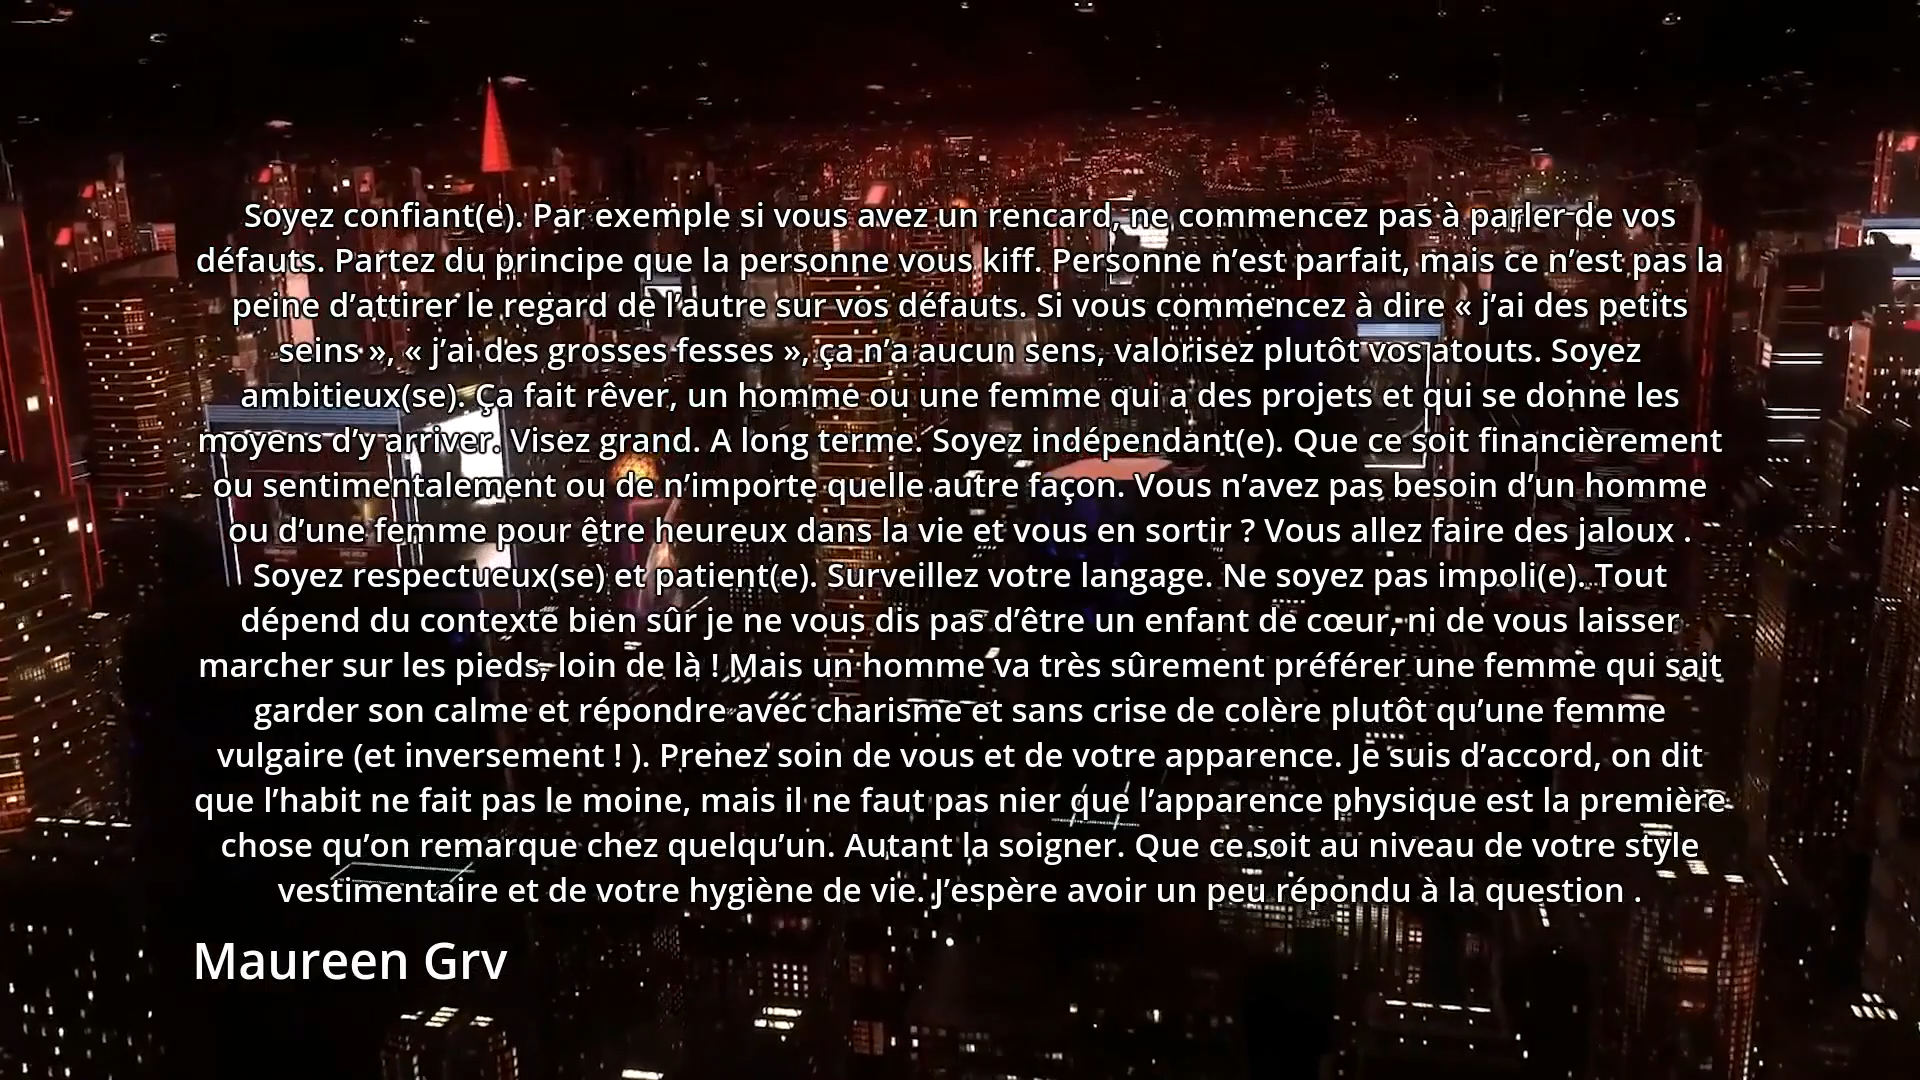 Soyez confiant(e). Par exemple si vous avez un rencard, ne commencez pas à parler de vos
défauts. Partez du principe que la personne vous kiff. Personne n’est parfait, mais ce n’est pas la
peine d’attirer le regard de l’autre sur vos défauts. Si vous commencez à dire « j’ai des petits
seins », « j’ai des grosses fesses », ça n’a aucun sens, valorisez plutôt vos atouts. Soyez
ambitieux(se). Ça fait rêver, un homme ou une femme qui a des projets et qui se donne les
moyens d’y arriver. Visez grand. A long terme. Soyez indépendant(e). Que ce soit financièrement
ou sentimentalement ou de n’importe quelle autre façon. Vous n’avez pas besoin d’un homme
ou d’une femme pour être heureux dans la vie et vous en sortir ? Vous allez faire des jaloux .
Soyez respectueux(se) et patient(e). Surveillez votre langage. Ne soyez pas impoli(e). Tout
dépend du contexte bien sûr je ne vous dis pas d’être un enfant de cœur, ni de vous laisser
marcher sur les pieds, loin de là ! Mais un homme va très sûrement préférer une femme qui sait
garder son calme et répondre avec charisme et sans crise de colère plutôt qu’une femme
vulgaire (et inversement ! ). Prenez soin de vous et de votre apparence. Je suis d’accord, on dit
que l’habit ne fait pas le moine, mais il ne faut pas nier que l’apparence physique est la première
chose qu’on remarque chez quelqu’un. Autant la soigner. Que ce soit au niveau de votre style
vestimentaire et de votre hygiène de vie. J’espère avoir un peu répondu à la question .
Maureen Grv